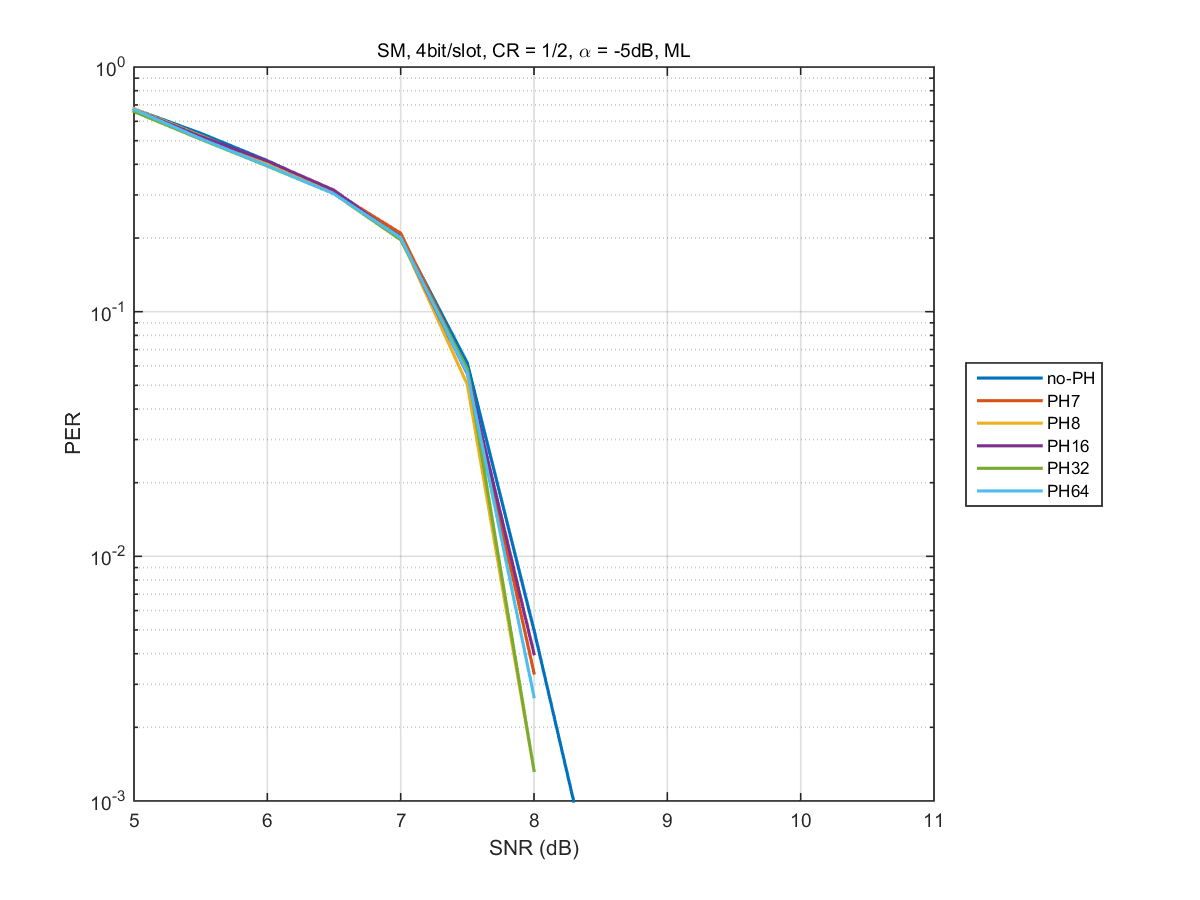 SM, 4bit/slot, CR = 1/2, α = -5dB, ML
10^0
10^-1
10^-2
10^-3
PER
5 6 7 8 9 10 11
SNR (dB)
no-PH
PH7
PH8
PH16
PH32
PH64